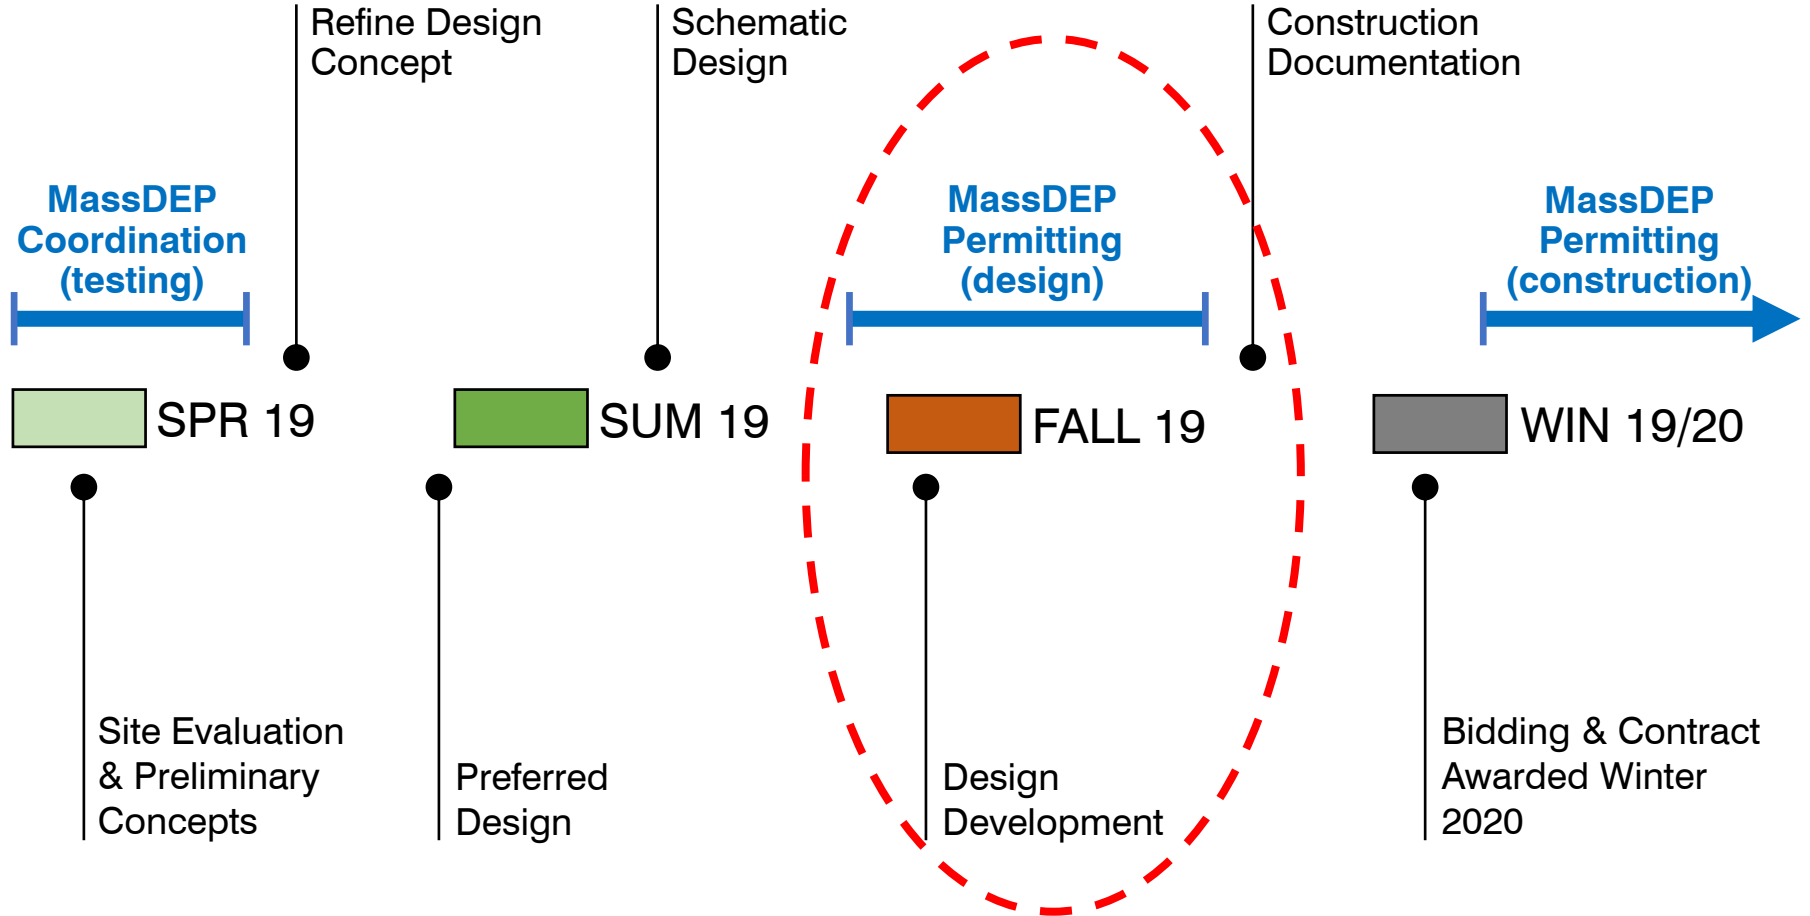 Refine Design
Concept
Schematic
Design
Construction
Documentation
MassDEP
Coordination
(testing)
MassDEP
Permitting
(design)
MassDEP
Permitting
(construction)
SPR 19
SUM 19
FALL 19
WIN 19/20
Site Evaluation
& Preliminary
Concepts
Preferred
Design
Design
Development
Bidding & Contract
Awarded Winter
2020